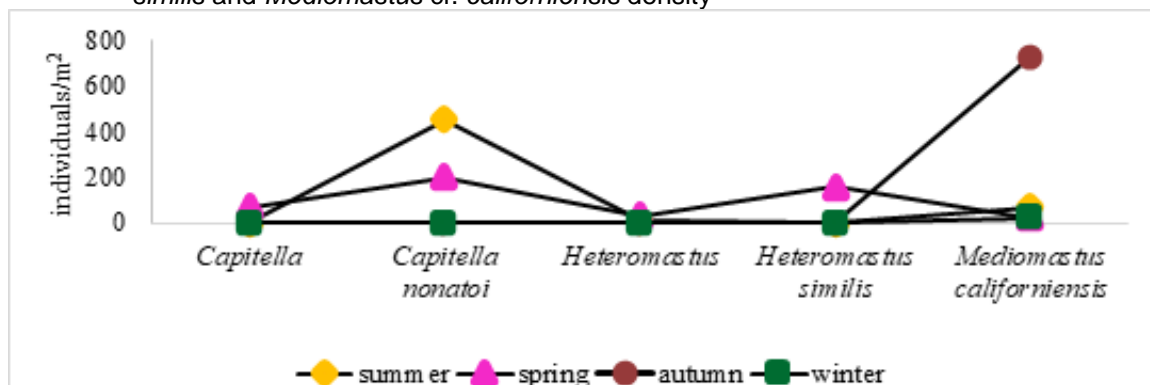 similis and Mediomastus cf. californiensis density
800
600
400
200
0
individuals/m²
Capitella
Capitella nonatoi
Heteromastus
Heteromastus similis
Mediomastus californiensis
summer spring autumn winter